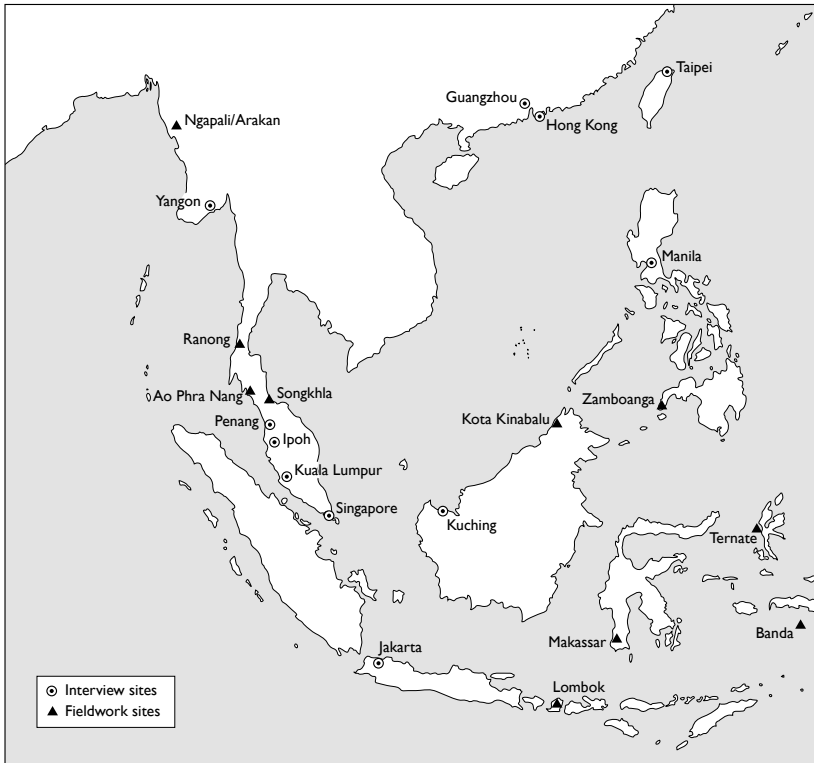 Taipei
Guangzhou
Hong Kong
Ngapali/Arakan
Yangon
Manila
Ranong
Ao Phra Nang
Songkhla
Zamboanga
Kota Kinabalu
Penang
Ipoh
Kuala Lumpur
Singapore
Kuching
Ternate
Banda
Makassar
Jakarta
Lombok
Interview sites
Fieldwork sites